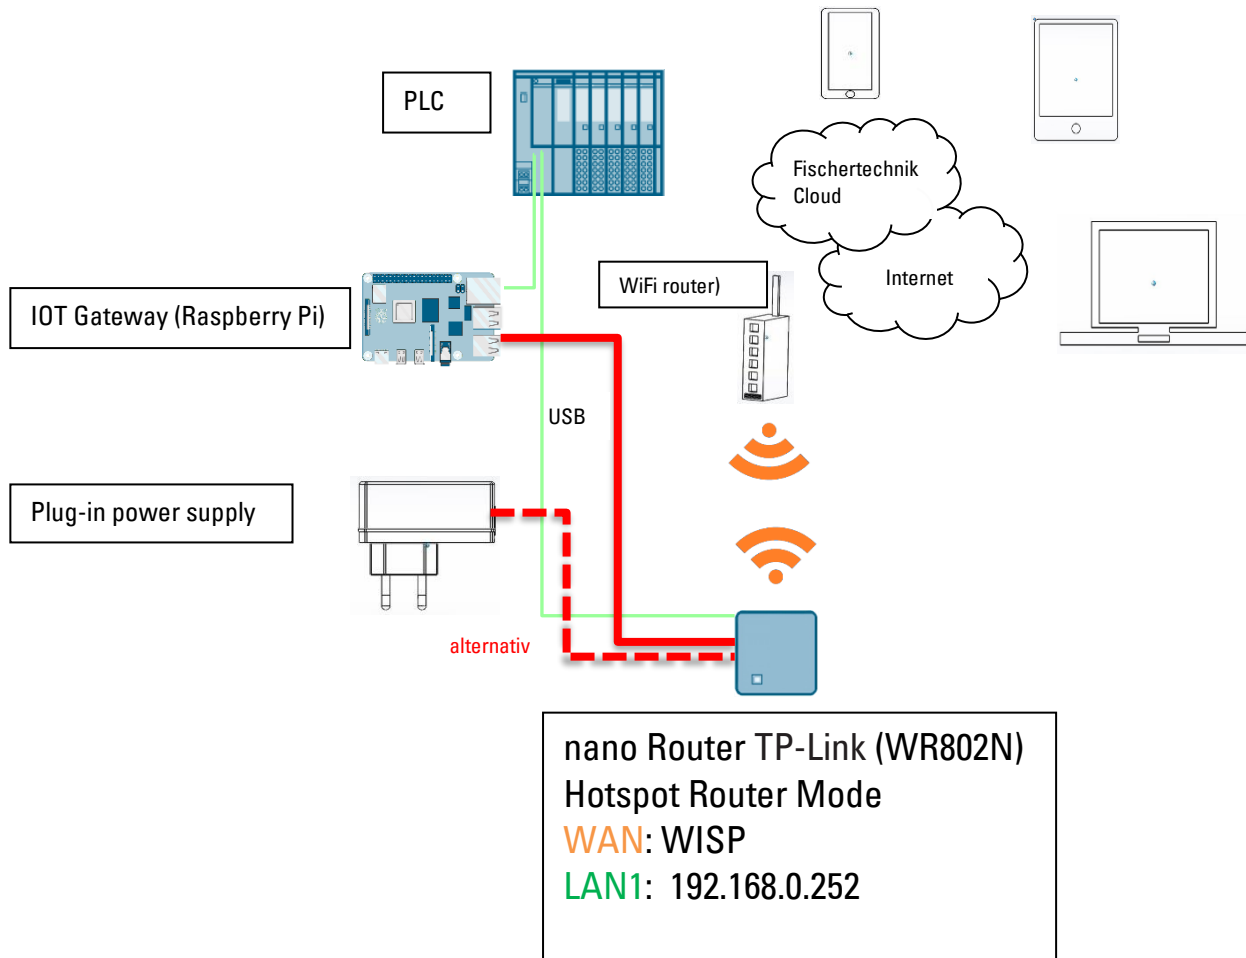 PLC
Fischertechnik
Cloud
Internet
WiFi router)
IOT Gateway (Raspberry Pi)
USB
Plug-in power supply
alternativ
nano Router TP-Link (WR802N)
Hotspot Router Mode
WAN: WISP
LAN1: 192.168.0.252